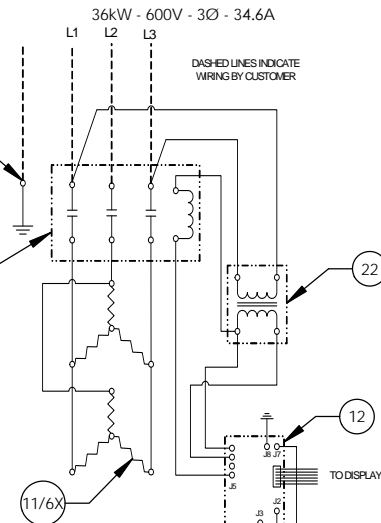 36kW - 600V - 3Ø - 34.6A
L1 L2 L3
DASHED LINES INDICATE
WIRING BY CUSTOMER
22
12
J8 J7
TO DISPLAY
J5
J2
11/6X
J3